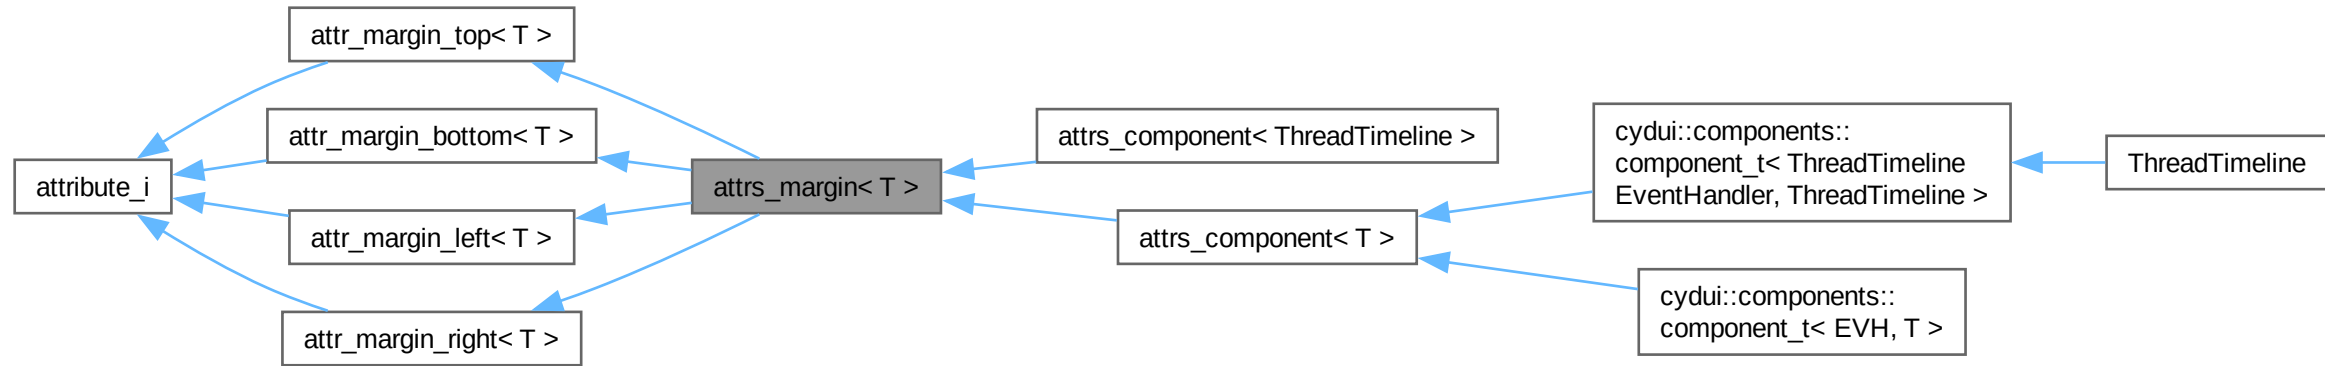 attribute_i
attr_margin_top< T >
attr_margin_bottom< T >
attr_margin_left< T >
attr_margin_right< T >
attrs_margin< T >
attrs_component< ThreadTimeline >
attrs_component< T >
cydui::components::
component_t< ThreadTimeline
EventHandler, ThreadTimeline >
cydui::components::
component_t< EVH, T >
ThreadTimeline